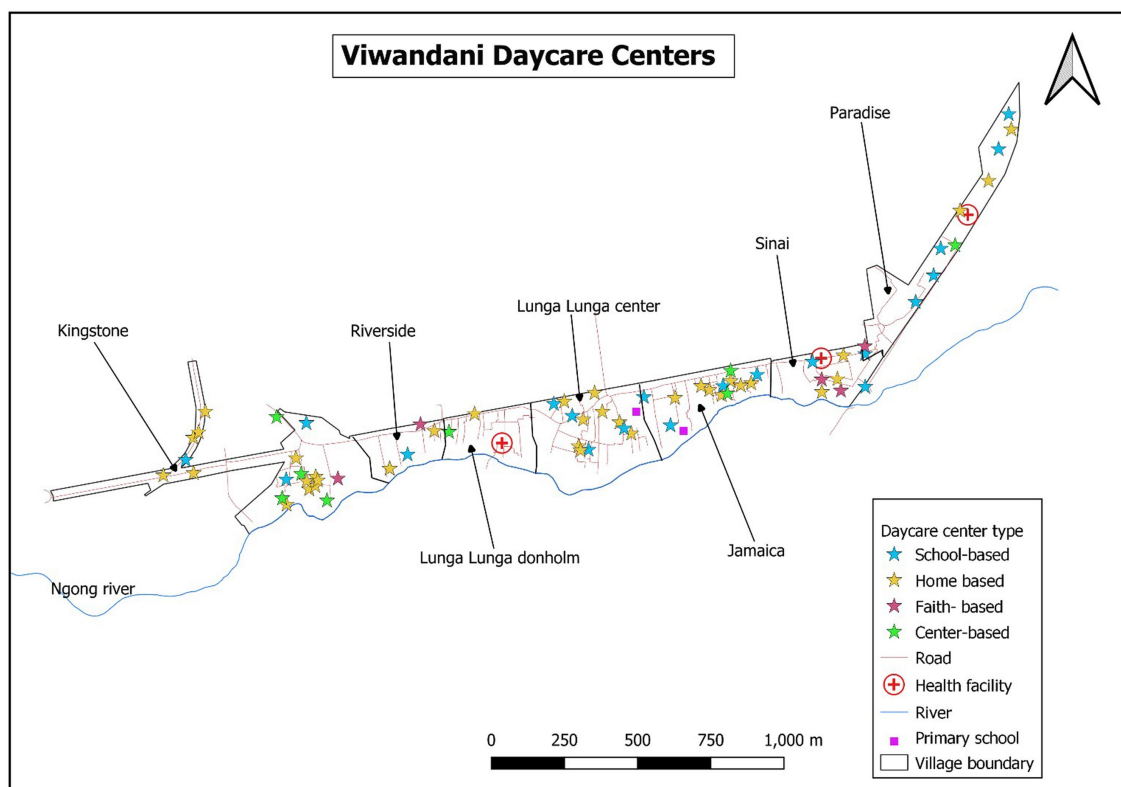 Viwandani Daycare Centers
Paradise
Sinai
Lunga Lunga center
Kingstone
Riverside
Jamaica
Lunga Lunga donholm
Ngong river
Daycare center type
School-based
Home based
Faith- based
Center-based
Road
Health facility
River
Primary school
Village boundary
0 250 500 750 1,000 m